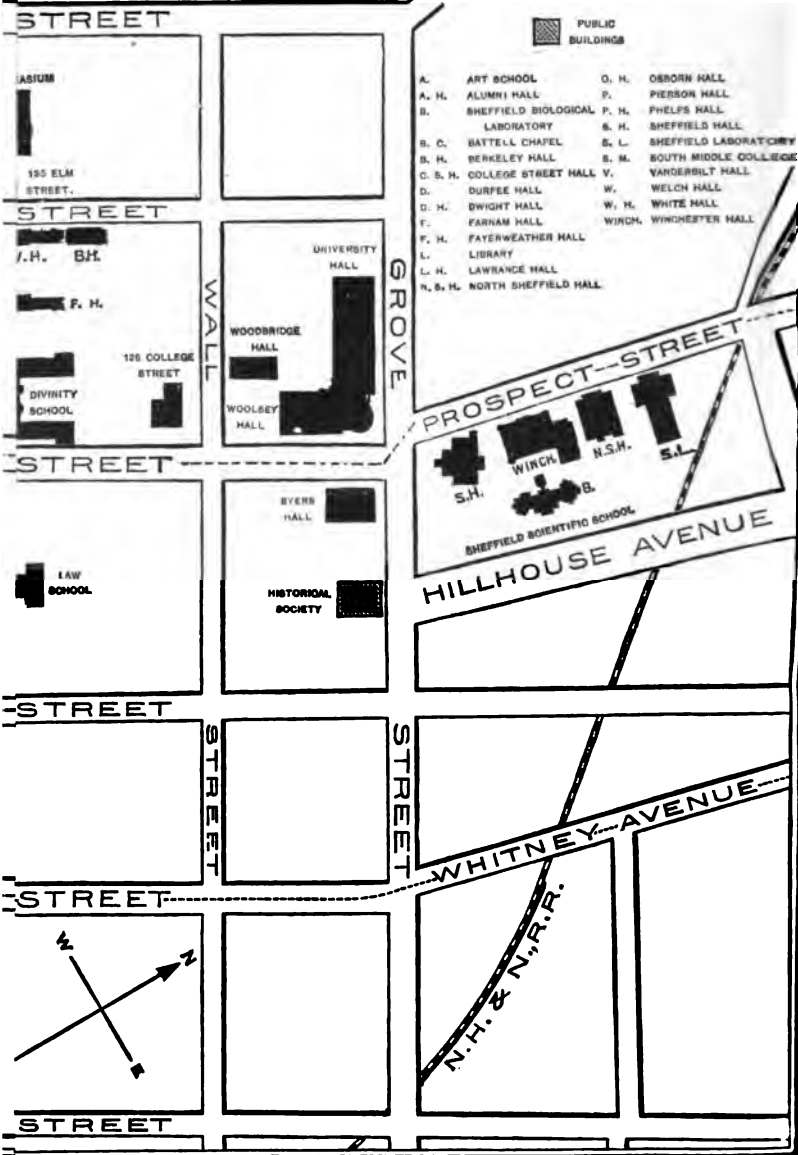 STREET
PUBLIC
BUILDINGS
A. ART SCHOOL
A. H. ALUMNI HALL
B. SHEFFIELD BIOLOGICAL
LABORATORY
B. C. BATTELL CHAPEL
B. H. BERKELEY HALL
C. S. H. COLLEGE STREET HALL
D. DURFEE HALL
D. H. DWIGHT HALL
F. FARNAM HALL
F. H. FAYERWEATHER HALL
L. LIBRARY
L. H. LAWRANCE HALL
N. S. H. NORTH SHEFFIELD HALL
O. H. OSBORN HALL
P. PIERSON HALL
P. H. PHELPS HALL
S. H. SHEFFIELD HALL
S. L. SHEFFIELD LABORATORY
S. M. SOUTH MIDDLE COLLEGE
V. VANDERBILT HALL
W. WELCH HALL
W. H. WHITE HALL
WINCH. WINCHESTER HALL
ASIUM
ELM
STREET.
STREET
.H. B.H.
F. H.
126 COLLEGE
STREET
DIVINITY
SCHOOL
WALL
UNIVERSITY
HALL
WOODBRIDGE
HALL
WOOLSEY
HALL
GROVE
PROSPECT STREET
S.H.
WINCH.
N.S.H.
S.L.
B.
SHEFFIELD SCIENTIFIC SCHOOL
STREET
BYERS
HALL
HILLHOUSE AVENUE
LAW
SCHOOL
HISTORICAL
SOCIETY
STREET
STREET
STREET
WHITNEY AVENUE
STREET
N.H. & N., R.R.
W
N
E
STREET